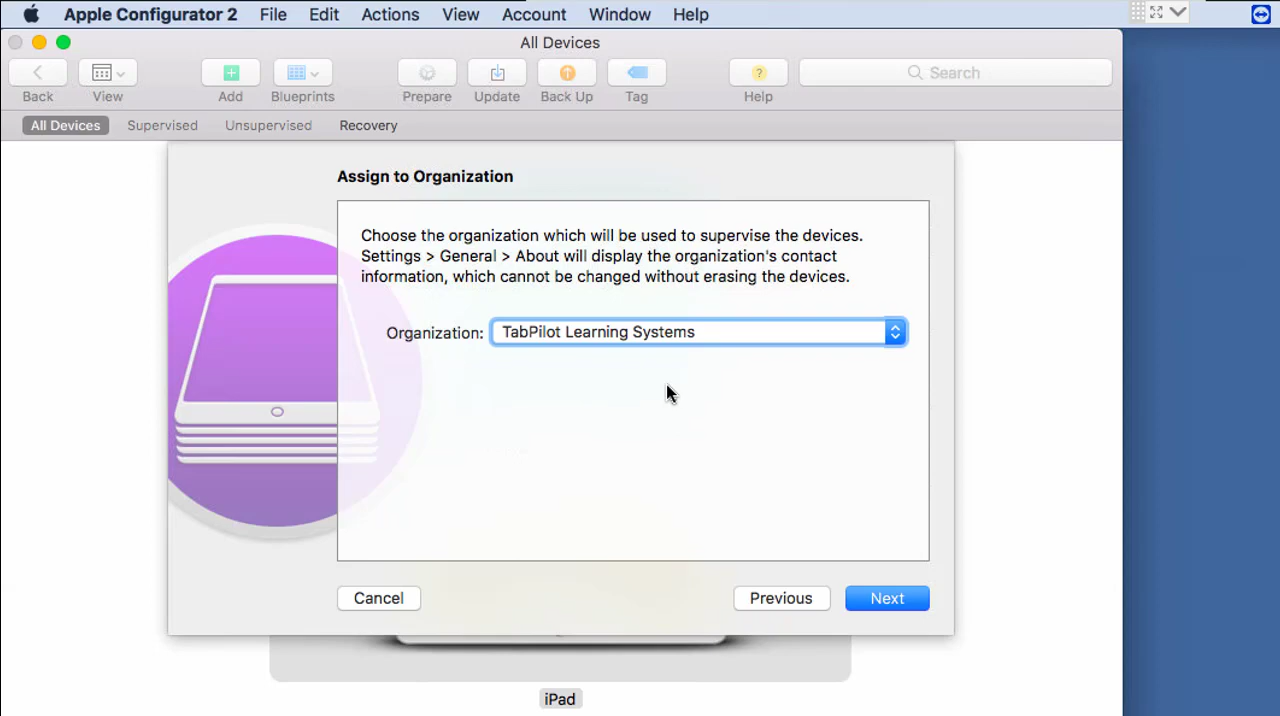 Apple Configurator 2 File Edit Actions View Account Window Help
All Devices
Back View Add Blueprints Prepare Update Back Up Tag ? Help Search
All Devices Supervised Unsupervised Recovery
Assign to Organization
Choose the organization which will be used to supervise the devices.
Settings > General > About will display the organization's contact
information, which cannot be changed without erasing the devices.
Organization: TabPilot Learning Systems
Cancel Previous Next
iPad